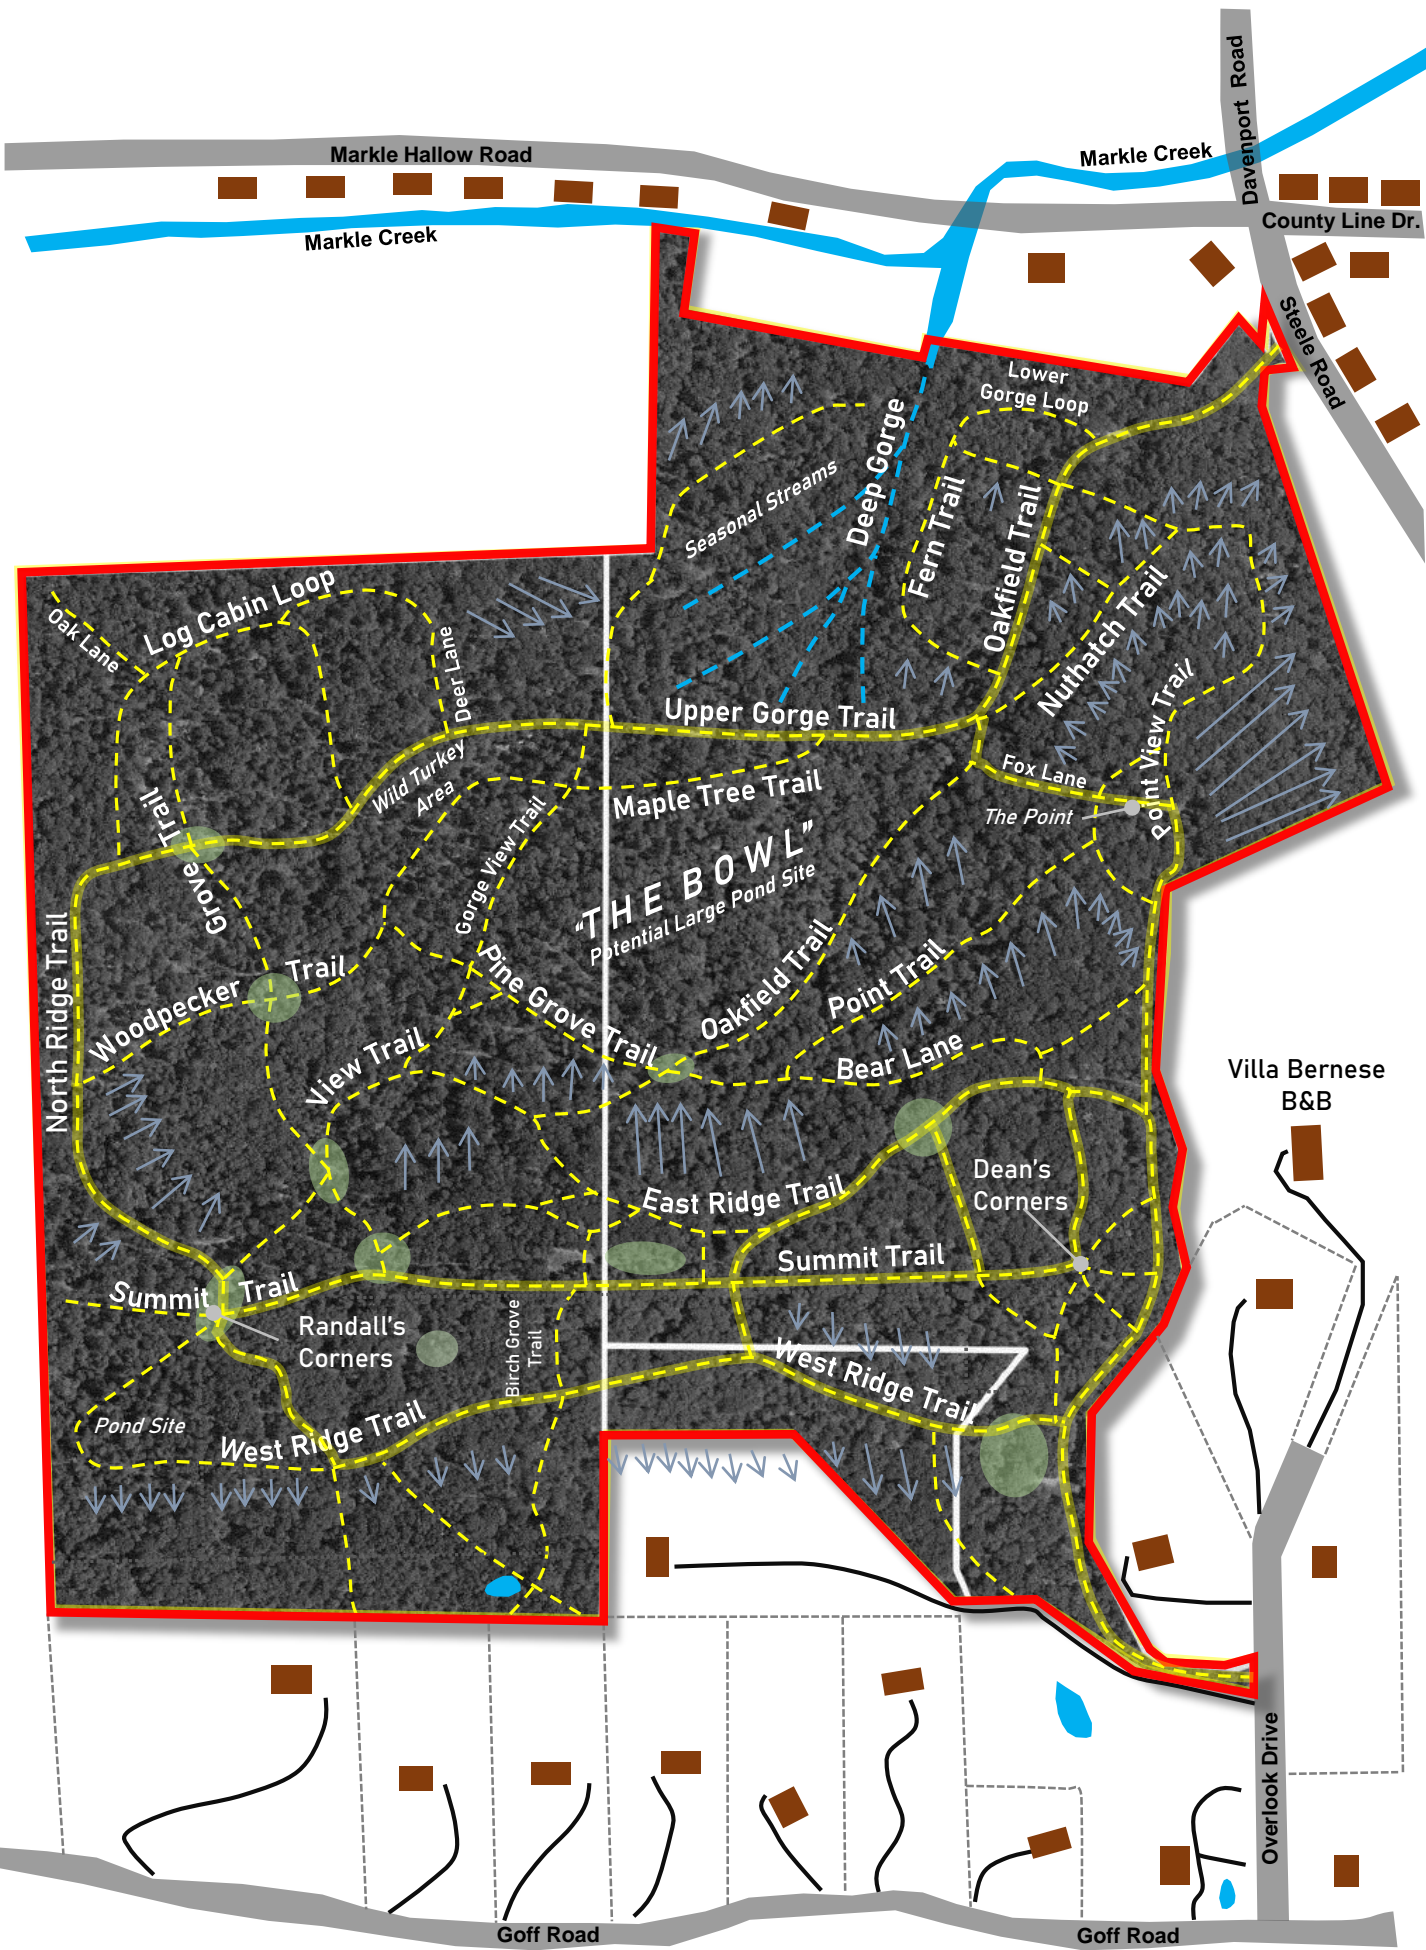 Davenport Road
Markle Hallow Road
Markle Creek
County Line Dr.
Markle Creek
Steele Road
Lower
Gorge Loop
Deep Gorge
Seasonal Streams
Fern Trail
Oakfield Trail
Nuthatch Trail
Log Cabin Loop
Oak Lane
Deer Lane
Point View Trail
Upper Gorge Trail
Wild Turkey
Area
Fox Lane
Maple Tree Trail
The Point
Grove Trail
Gorge View Trail
"THE BOWL"
Potential Large Pond Site
North Ridge Trail
Woodpecker Trail
Pine Grove Trail
Oakfield Trail
Point Trail
View Trail
Bear Lane
Villa Bernese
B&B
Dean's
Corners
East Ridge Trail
Summit Trail
Summit Trail
Randall's
Corners
Birch Grove
Trail
West Ridge Trail
Pond Site
West Ridge Trail
Overlook Drive
Goff Road
Goff Road